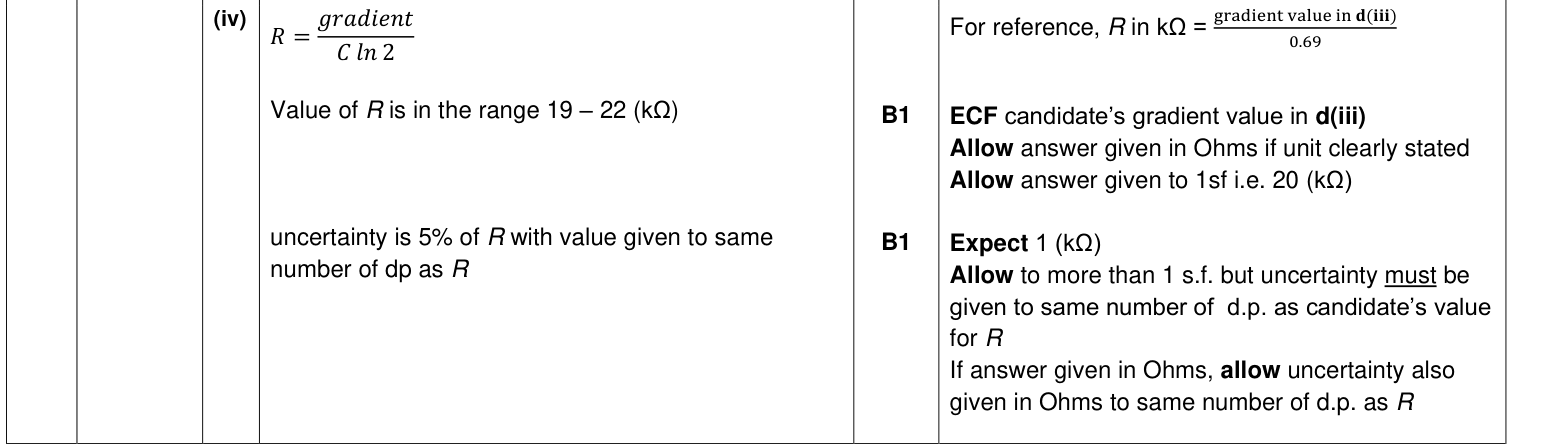 (iv)
R = gradient / C ln 2
For reference, R in kΩ = gradient value in d(iii) / 0.69
Value of R is in the range 19 – 22 (kΩ)
B1
ECF candidate's gradient value in d(iii)
Allow answer given in Ohms if unit clearly stated
Allow answer given to 1sf i.e. 20 (kΩ)
uncertainty is 5% of R with value given to same
number of dp as R
B1
Expect 1 (kΩ)
Allow to more than 1 s.f. but uncertainty must be
given to same number of d.p. as candidate's value
for R
If answer given in Ohms, allow uncertainty also
given in Ohms to same number of d.p. as R